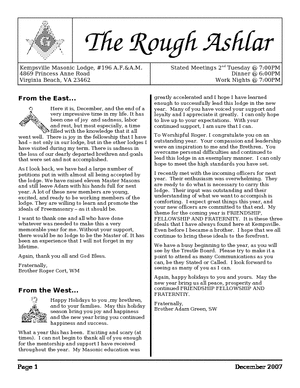 The Rough Ashlar
Kempsville Masonic Lodge, #196 A.F.&A.M.
4869 Princess Anne Road
Virginia Beach, VA 23462
Stated Meetings 2nd Tuesday @ 7:00PM
Dinner @ 6:00PM
Work Nights @ 7:00PM
From the East...
Here it is, December, and the end of a
very impressive time in my life. It has
been one of joy and sadness, labor
and rest, but most especially, a time
filled with the knowledge that it all
went well. There is joy in the fellowship that I have
had – not only in our lodge, but in the other lodges I
have visited during my term. There is sadness in
the loss of our dearly departed brethren and goals
that were set and not accomplished.
As I look back, we have had a large number of
petitions put in with almost all being accepted by
the lodge. We have raised eleven Master Masons
and still leave Adam with his hands full for next
year. A lot of these new members are young,
excited, and ready to be working members of the
lodge. They are willing to learn and promote the
ideals of Freemasonry – as it should be.
I want to thank one and all who have done
whatever was needed to make this a very
memorable year for me. Without your support,
there would be no lodge to be the Master of. It has
been an experience that I will not forget in my
lifetime.
Again, thank you all and God Bless.
Fraternally,
Brother Roger Cort, WM
From the West...
Happy Holidays to you ,my brethren,
and to your families. May this holiday
season bring you joy and happiness
and the new year bring you continued
happiness and success.
What a year this has been. Exciting and scary (at
times). I can not begin to thank all of you enough
for the mentorship and support I have received
throughout the year. My Masonic education was
greatly accelerated and I hope I have learned
enough to successfully lead this lodge in the new
year. Many of you have voiced your support and
loyalty and I appreciate it greatly. I can only hope
to live up to your expectations. With your
continued support, I am sure that I can.
To Worshipful Roger: I congratulate you on an
outstanding year. Your compassion and leadership
were an inspiration to me and the Brethren. You
overcame personal difficulties and continued to
lead this lodge in an exemplary manner. I can only
hope to meet the high standards you have set.
I recently met with the incoming officers for next
year. Their enthusiasm was overwhelming. They
are ready to do what is necessary to carry this
lodge. Their input was outstanding and their
understanding of what we want to accomplish is
comforting. I expect great things this year, and
your new officers are committed to that end. My
theme for the coming year is FRIENDSHIP,
FELLOWSHIP AND FRATERNITY. It is these three
ideals that I have always found here at Kempsville.
Even before I became a brother. I hope that we all
continue to bring these ideals to the forefront.
We have a busy beginning to the year, as you will
see by the Trestle Board. Please try to make it a
point to attend as many Communications as you
can, be they Stated or Called. I look forward to
seeing as many of you as I can.
Again, happy holidays to you and yours. May the
new year bring us all peace, prosperity and
continued FRIENDSHIP FELLOWSHIP AND
FRATERNITY.
Fraternally,
Brother Adam Green, SW
Page 1
December 2007